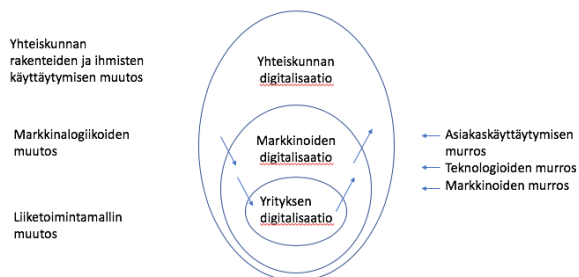 Yhteiskunnan
rakenteiden ja ihmisten
käyttäytymisen muutos
Yhteiskunnan
digitalisaatio
Markkinalogiikoiden
muutos
Markkinoiden
digitalisaatio
Asiakaskäyttäytymisen
murros
Teknologioiden murros
Markkinoiden murros
Liiketoimintamallin
muutos
Yrityksen
digitalisaatio